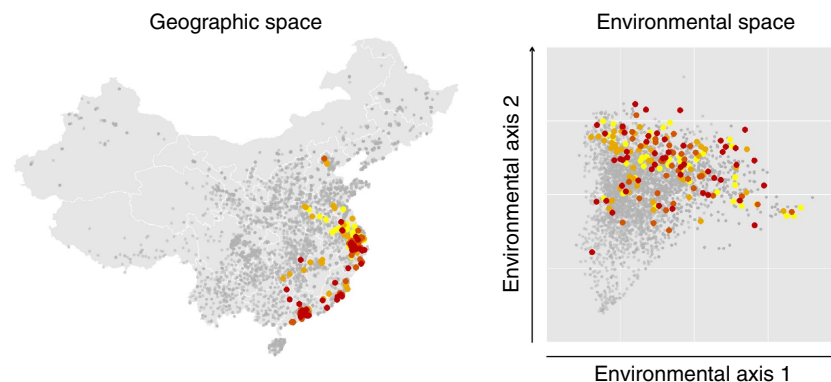 Geographic space
Environmental space
Environmental axis 2
Environmental axis 1